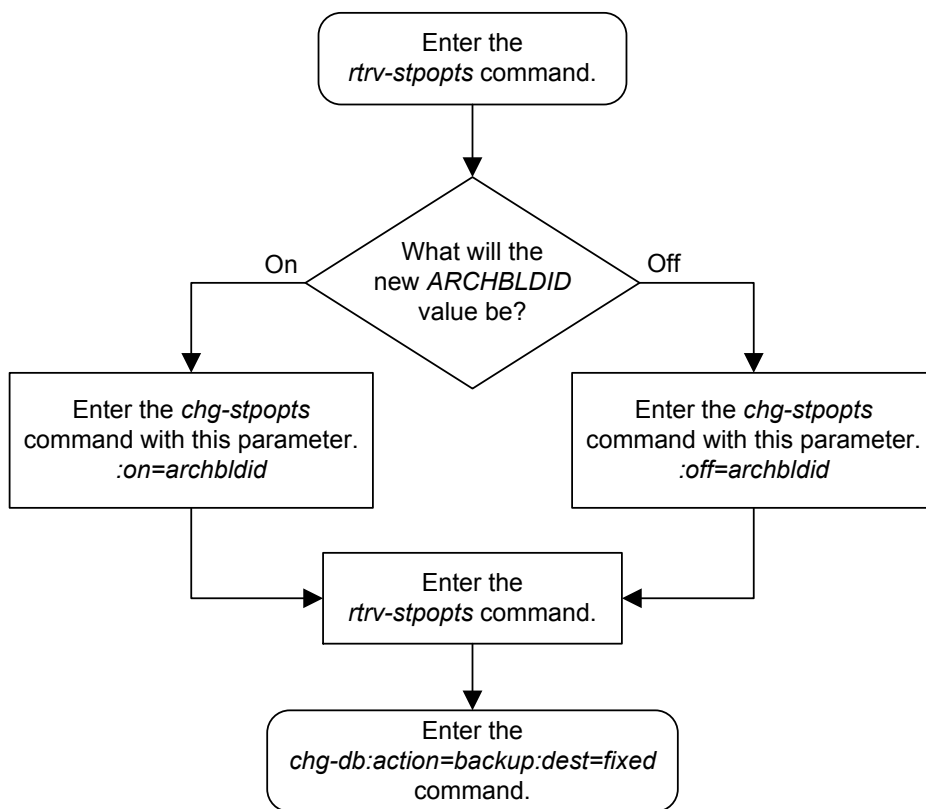 Enter the
rtrv-stpopts command.
What will the
new ARCHBLDID
value be?
On
Off
Enter the chg-stpopts
command with this parameter.
:on=archbldid
Enter the chg-stpopts
command with this parameter.
:off=archbldid
Enter the
rtrv-stpopts command.
Enter the
chg-db:action=backup:dest=fixed
command.